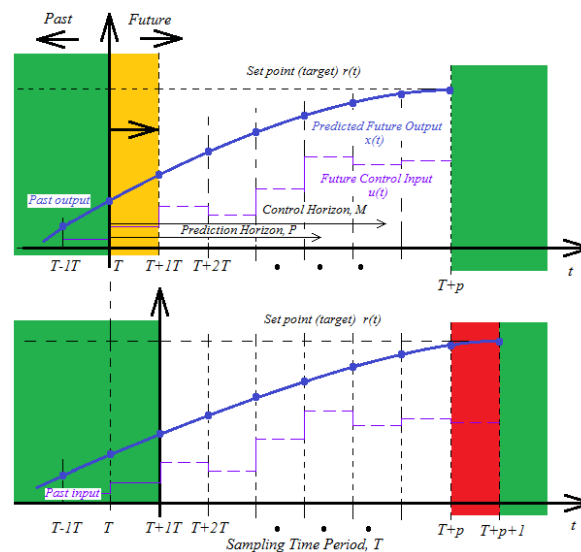 Past Future
Set point (target) r(t)
Predicted Future Output
x(t)
Past output
Future Control Input
u(t)
Control Horizon, M
Prediction Horizon, P
T-1T T T+1T T+2T T+p t
Set point (target) r(t)
Past input
T-1T T T+1T T+2T T+p T+p+1 t
Sampling Time Period, T